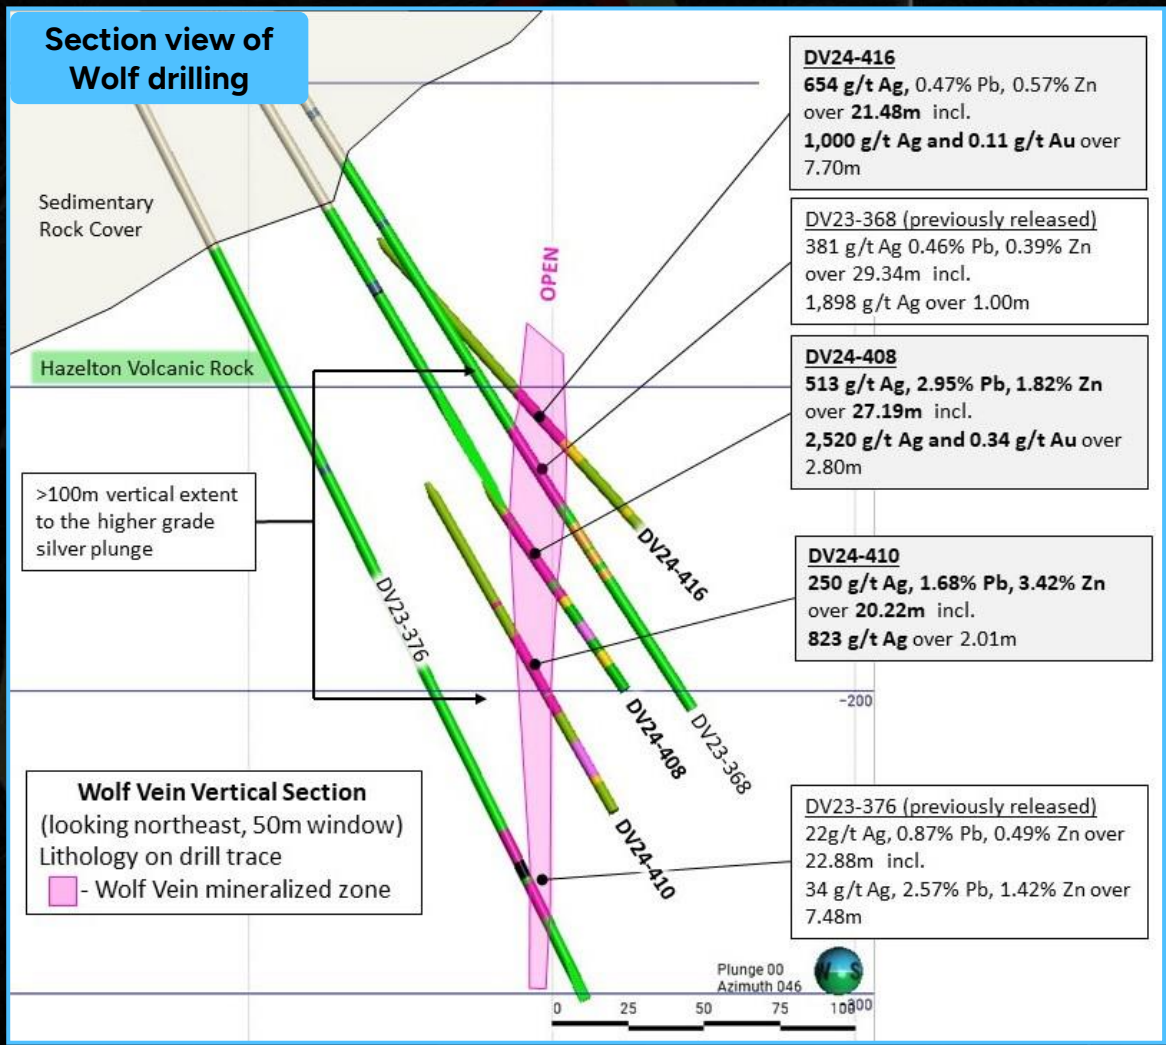 Section view of
Wolf drilling
Sedimentary
Rock Cover
Hazelton Volcanic Rock
OPEN
>100m vertical extent
to the higher grade
silver plunge
DV24-416
654 g/t Ag, 0.47% Pb, 0.57% Zn
over 21.48m incl.
1,000 g/t Ag and 0.11 g/t Au over
7.70m
DV23-368 (previously released)
381 g/t Ag 0.46% Pb, 0.39% Zn
over 29.34m incl.
1,898 g/t Ag over 1.00m
DV24-408
513 g/t Ag, 2.95% Pb, 1.82% Zn
over 27.19m incl.
2,520 g/t Ag and 0.34 g/t Au over
2.80m
DV24-410
250 g/t Ag, 1.68% Pb, 3.42% Zn
over 20.22m incl.
823 g/t Ag over 2.01m
DV23-376 (previously released)
22g/t Ag, 0.87% Pb, 0.49% Zn over
22.88m incl.
34 g/t Ag, 2.57% Pb, 1.42% Zn over
7.48m
DV24-416
DV23-376
DV24-408
DV23-368
DV24-410
-200
Wolf Vein Vertical Section
(looking northeast, 50m window)
Lithology on drill trace
- Wolf Vein mineralized zone
Plunge 00
Azimuth 046
W S
0 25 50 75 100
-300